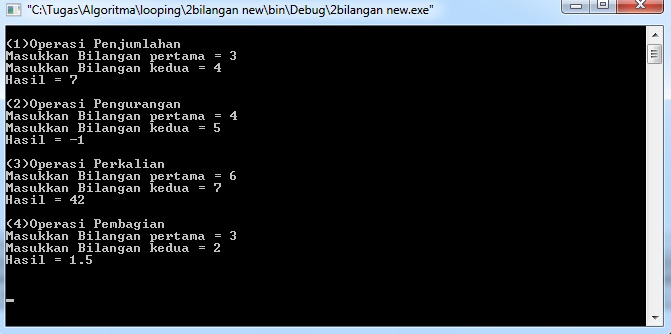 "C:\Tugas\Algoritma\looping\2bilangan new\bin\Debug\2bilangan new.exe"
(1)Operasi Penjumlahan
Masukkan Bilangan pertama = 3
Masukkan Bilangan kedua = 4
Hasil = 7
(2)Operasi Pengurangan
Masukkan Bilangan pertama = 4
Masukkan Bilangan kedua = 5
Hasil = -1
(3)Operasi Perkalian
Masukkan Bilangan pertama = 6
Masukkan Bilangan kedua = 7
Hasil = 42
(4)Operasi Pembagian
Masukkan Bilangan pertama = 3
Masukkan Bilangan kedua = 2
Hasil = 1.5